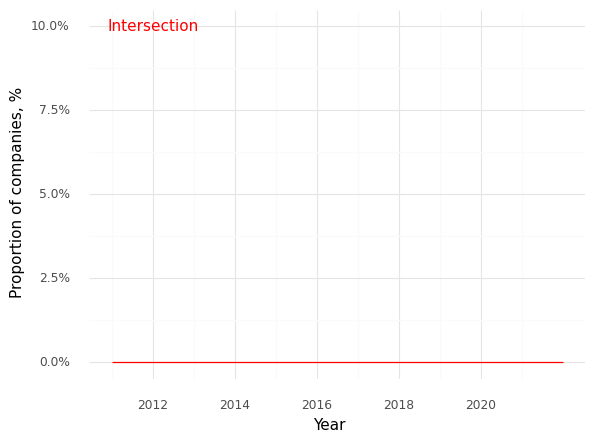 Intersection
Proportion of companies, %
10.0%
7.5%
5.0%
2.5%
0.0%
2012 2014 2016 2018 2020
Year